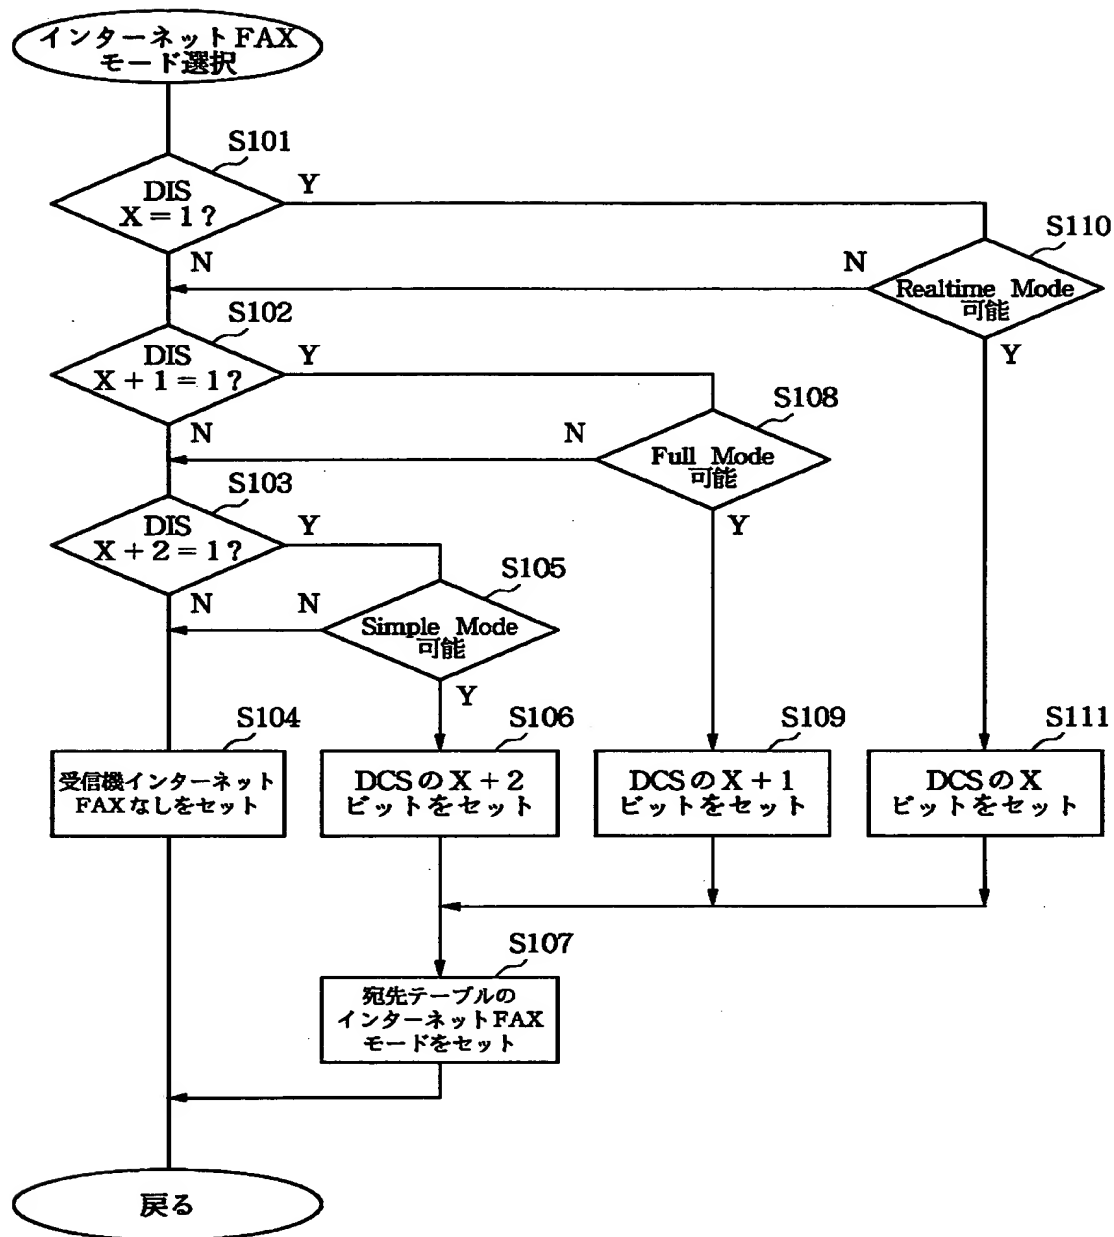 インターネット FAX
モード選択
S101
DIS
X = 1 ?
Y
N
S110
Realtime Mode
可能
N
Y
S102
DIS
X + 1 = 1 ?
Y
N
S108
Full Mode
可能
N
Y
S103
DIS
X + 2 = 1 ?
Y
N
S105
Simple Mode
可能
N
Y
S104
受信機インターネット
FAXなしをセット
S106
DCSのX + 2
ビットをセット
S109
DCSのX + 1
ビットをセット
S111
DCSのX
ビットをセット
S107
宛先テーブルの
インターネットFAX
モードをセット
戻る